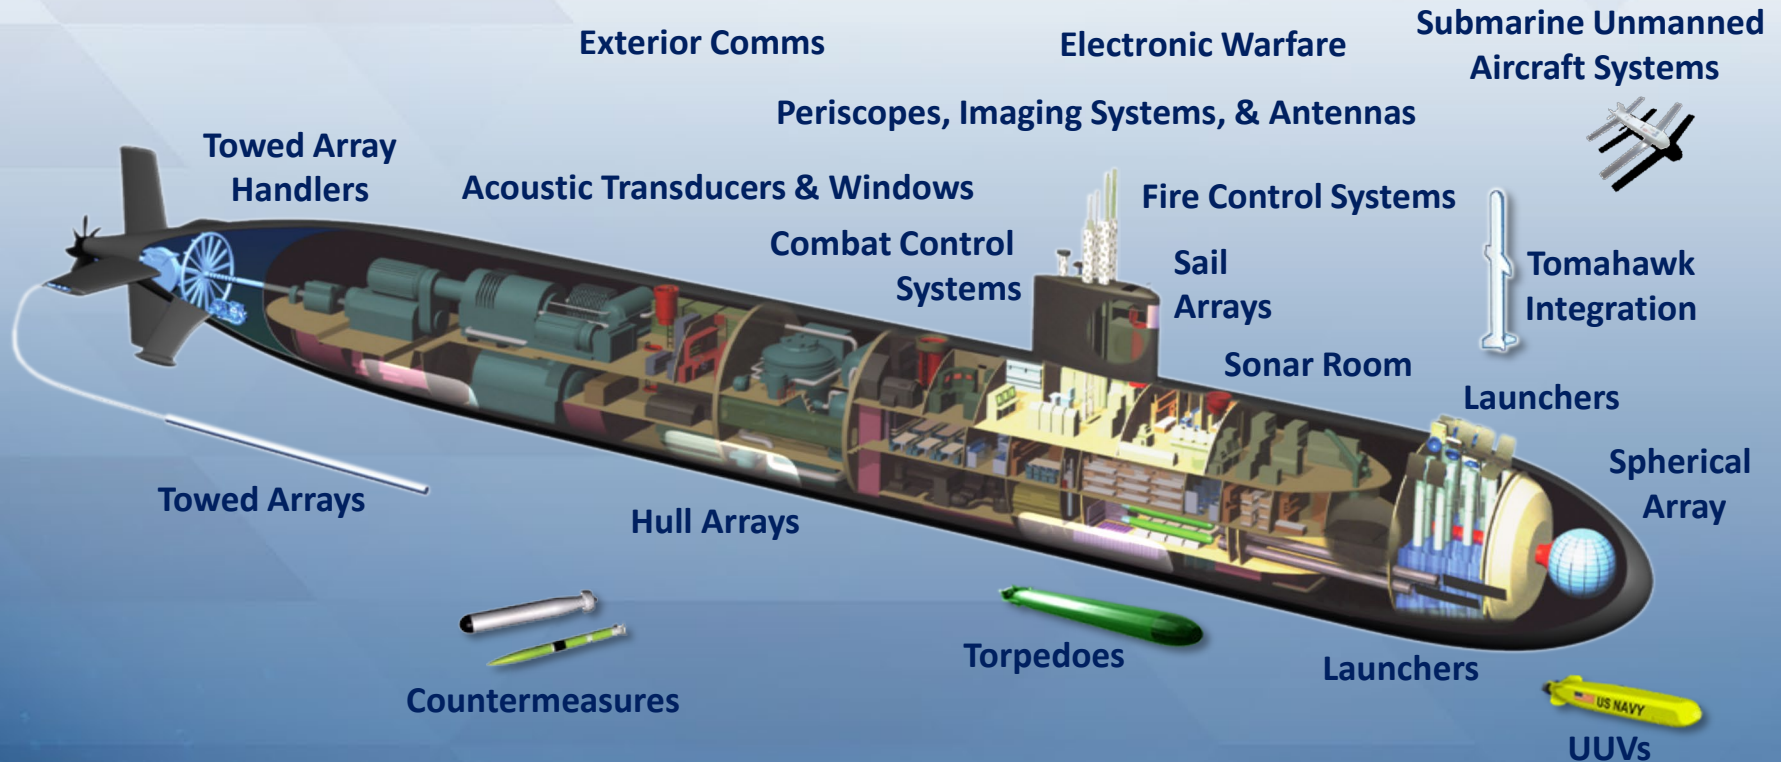 Exterior Comms
Electronic Warfare
Submarine Unmanned
Aircraft Systems
Periscopes, Imaging Systems, & Antennas
Towed Array
Handlers
Acoustic Transducers & Windows
Fire Control Systems
Combat Control
Systems
Sail
Arrays
Tomahawk
Integration
Sonar Room
Launchers
Spherical
Array
Towed Arrays
Hull Arrays
Torpedoes
Launchers
Countermeasures
US NAVY
UUVs